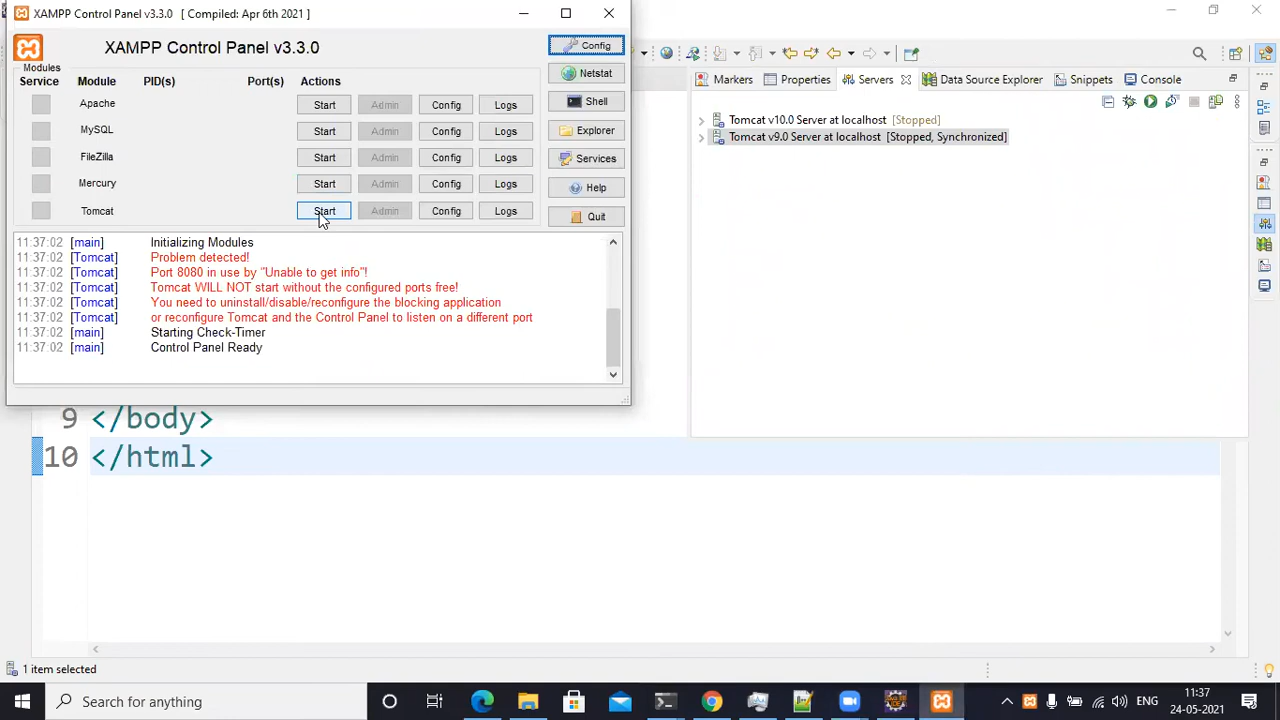 XAMPP Control Panel v3.3.0 [ Compiled: Apr 6th 2021 ]
XAMPP Control Panel v3.3.0
Config
Modules
Service Module PID(s) Port(s) Actions
Netstat
Apache Start Admin Config Logs
Shell
MySQL Start Admin Config Logs
Explorer
FileZilla Start Admin Config Logs
Services
Mercury Start Admin Config Logs
Help
Tomcat Start Admin Config Logs
Quit
11:37:02 [main] Initializing Modules
11:37:02 [Tomcat] Problem detected!
11:37:02 [Tomcat] Port 8080 in use by "Unable to get info"!
11:37:02 [Tomcat] Tomcat WILL NOT start without the configured ports free!
11:37:02 [Tomcat] You need to uninstall/disable/reconfigure the blocking application
11:37:02 [Tomcat] or reconfigure Tomcat and the Control Panel to listen on a different port
11:37:02 [main] Starting Check-Timer
11:37:02 [main] Control Panel Ready
Markers Properties Servers Data Source Explorer Snippets Console
Tomcat v10.0 Server at localhost [Stopped]
Tomcat v9.0 Server at localhost [Stopped, Synchronized]
9 </body>
10 </html>
1 item selected
Search for anything
ENG
11:37
24-05-2021